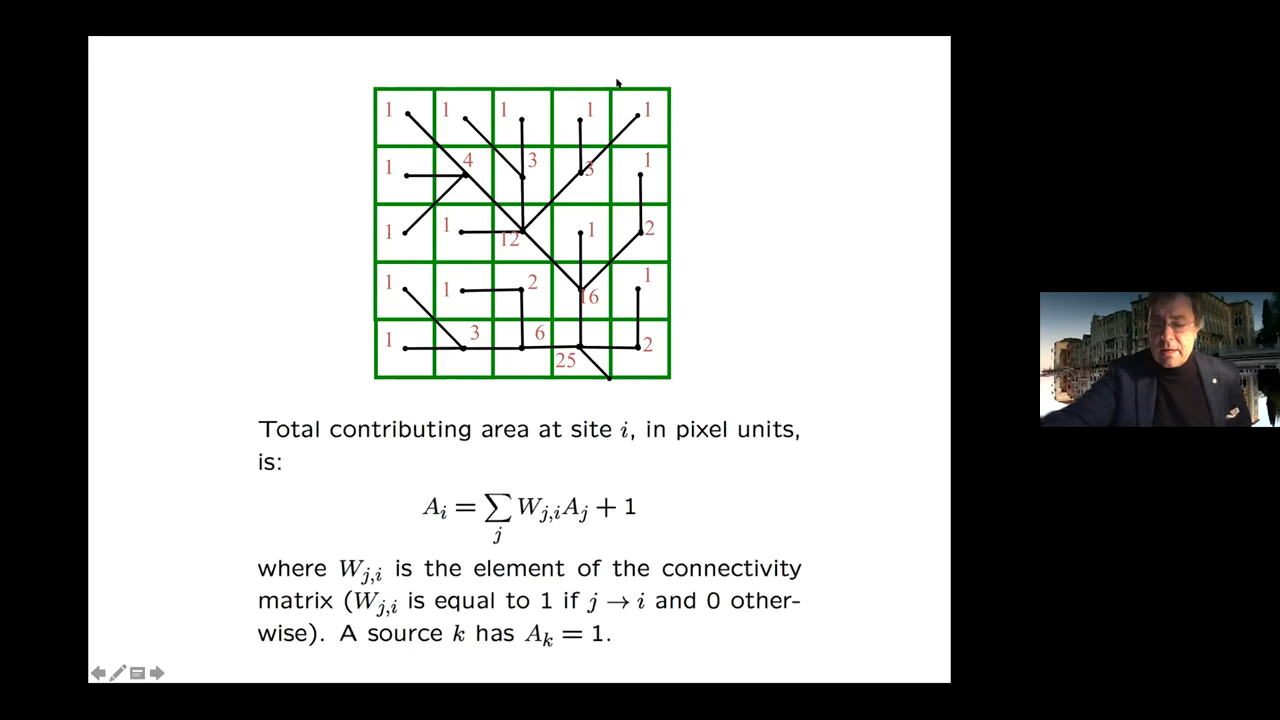 1 1 1 1 1
1 4 3 3 1
1 1 12 1 2
1 1 2 16 1
1 3 6 25 2
Total contributing area at site i, in pixel units,
is:
A_i = ∑_j W_{j,i} A_j + 1
where W_{j,i} is the element of the connectivity
matrix (W_{j,i} is equal to 1 if j → i and 0 other-
wise). A source k has A_k = 1.